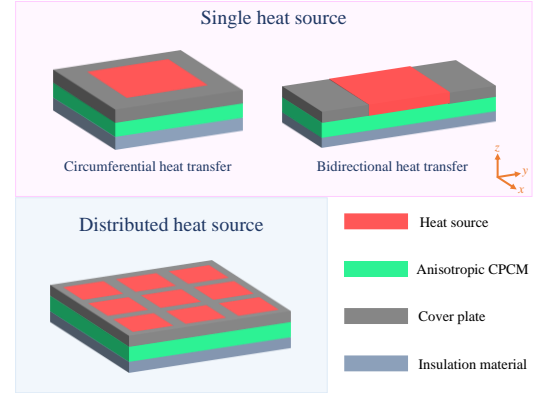 Single heat source
Circumferential heat transfer
Bidirectional heat transfer
z
y
x
Distributed heat source
Heat source
Anisotropic CPCM
Cover plate
Insulation material